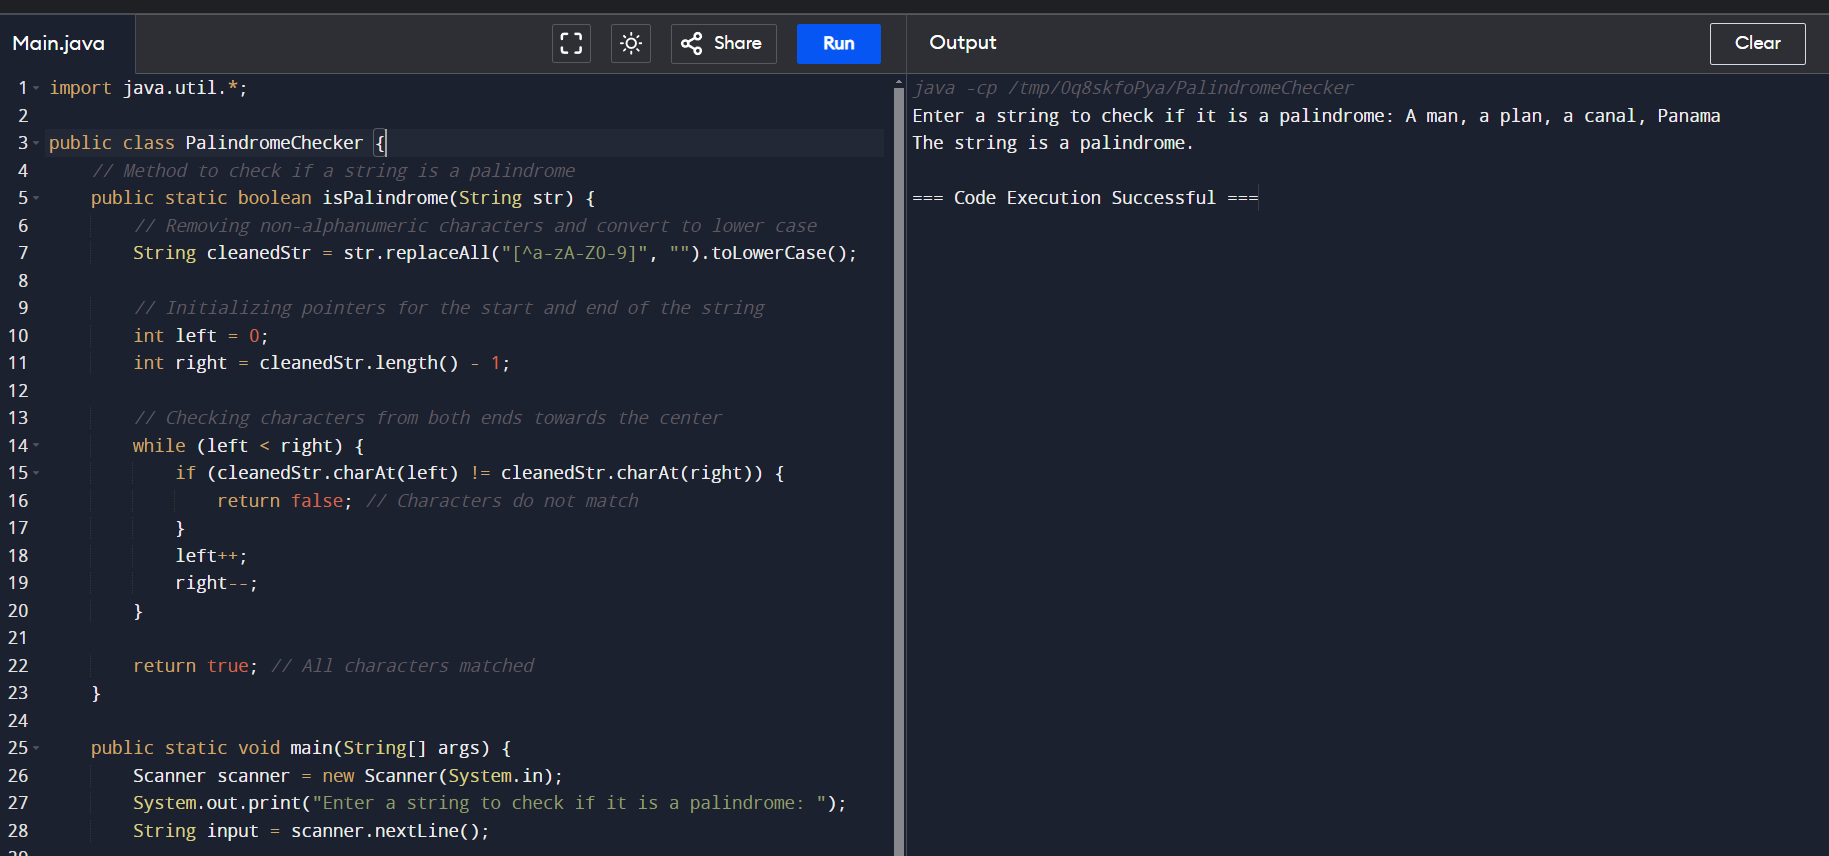 Main.java
Share
Run
Output
Clear
1 import java.util.*;
2
3 public class PalindromeChecker {
4     // Method to check if a string is a palindrome
5     public static boolean isPalindrome(String str) {
6         // Removing non-alphanumeric characters and convert to lower case
7         String cleanedStr = str.replaceAll("[^a-zA-Z0-9]", "").toLowerCase();
8
9         // Initializing pointers for the start and end of the string
10         int left = 0;
11         int right = cleanedStr.length() - 1;
12
13         // Checking characters from both ends towards the center
14         while (left < right) {
15             if (cleanedStr.charAt(left) != cleanedStr.charAt(right)) {
16                 return false; // Characters do not match
17             }
18             left++;
19             right--;
20         }
21
22         return true; // All characters matched
23     }
24
25     public static void main(String[] args) {
26         Scanner scanner = new Scanner(System.in);
27         System.out.print("Enter a string to check if it is a palindrome: ");
28         String input = scanner.nextLine();
java -cp /tmp/0q8skfoPya/PalindromeChecker
Enter a string to check if it is a palindrome: A man, a plan, a canal, Panama
The string is a palindrome.
=== Code Execution Successful ===